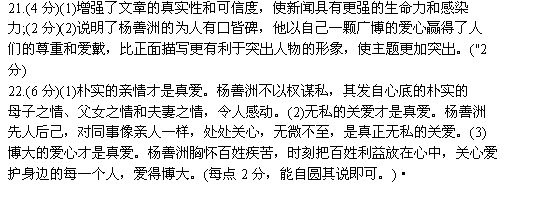 21.(4 分)(1)增强了文章的真实性和可信度，使新闻具有更强的生命力和感染
力;(2 分)(2)说明了杨善洲的为人有口皆碑，他以自己一颗广博的爱心赢得了人
们的尊重和爱戴，比正面描写更有利于突出人物的形象，使主题更加突出。("2
分)
22.(6 分)(1)朴实的亲情才是真爱。杨善洲不以权谋私，其发自心底的朴实的
母子之情、父女之情和夫妻之情，令人感动。(2)无私的关爱才是真爱。杨善洲
先人后己，对同事像亲人一样，处处关心，无微不至，是真正无私的关爱。(3)
博大的爱心才是真爱。杨善洲胸怀百姓疾苦，时刻把百姓利益放在心中，关心爱
护身边的每一个人，爱得博大。(每点 2 分，能自圆其说即可。)·